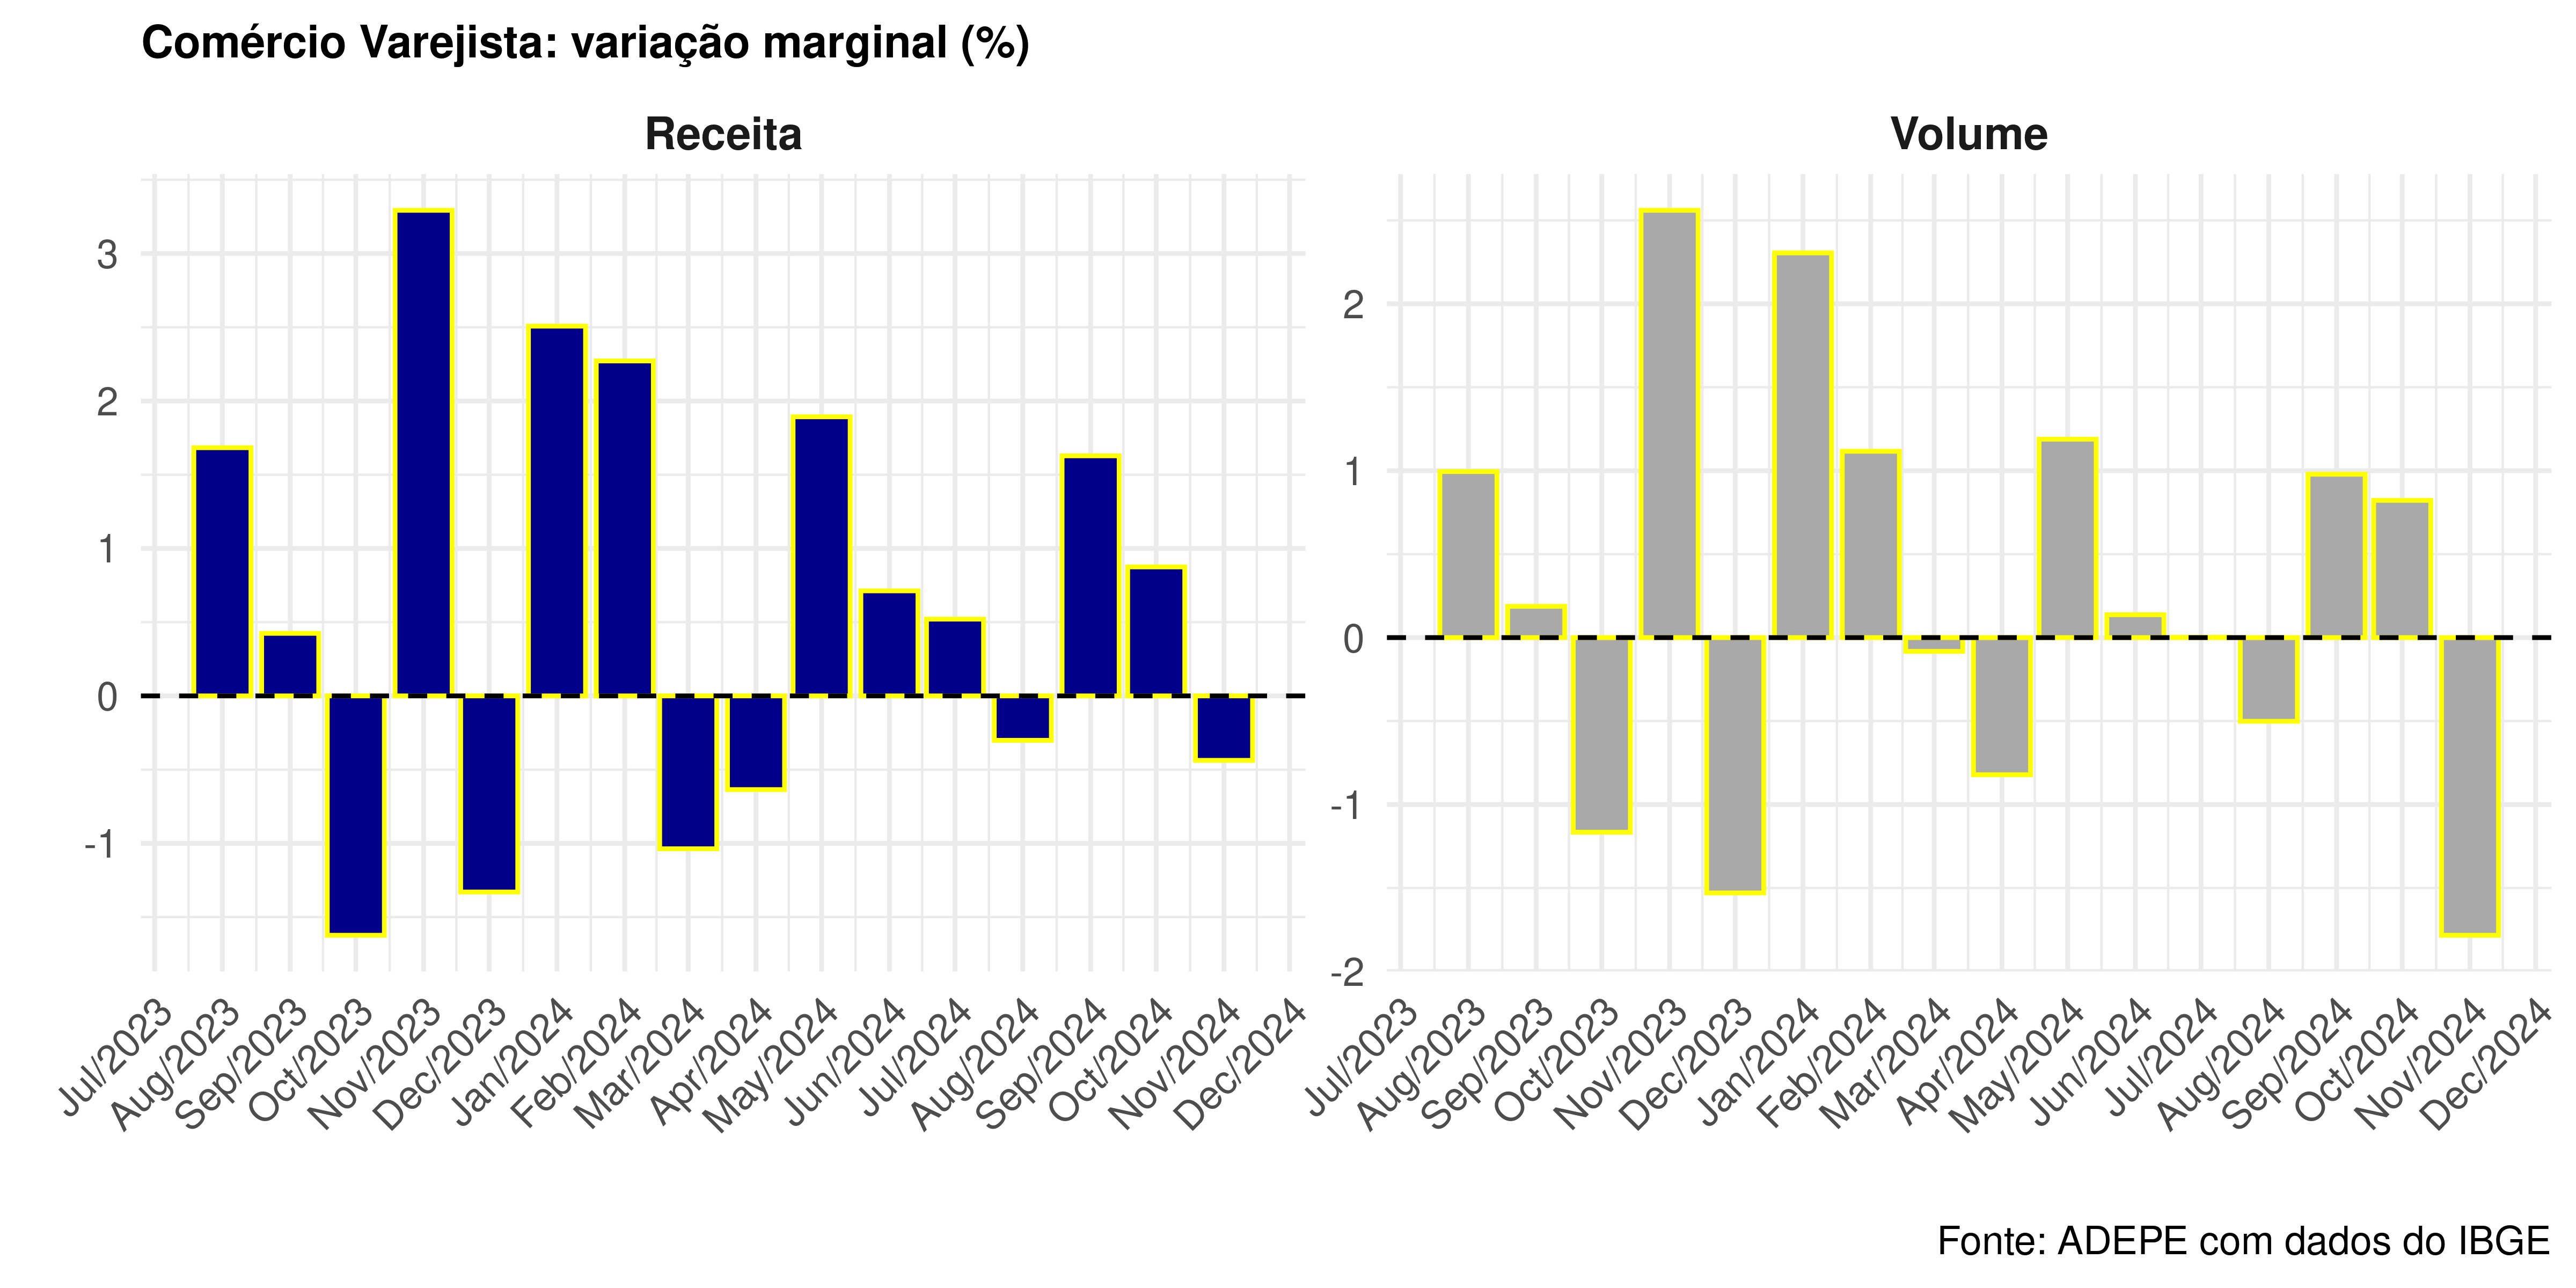 Comércio Varejista: variação marginal (%)
Receita
3
2
1
0
-1
Jul/2023
Aug/2023
Sep/2023
Oct/2023
Nov/2023
Dec/2023
Jan/2024
Feb/2024
Mar/2024
Apr/2024
May/2024
Jun/2024
Jul/2024
Aug/2024
Sep/2024
Oct/2024
Nov/2024
Dec/2024
Volume
2
1
0
-1
-2
Jul/2023
Aug/2023
Sep/2023
Oct/2023
Nov/2023
Dec/2023
Jan/2024
Feb/2024
Mar/2024
Apr/2024
May/2024
Jun/2024
Jul/2024
Aug/2024
Sep/2024
Oct/2024
Nov/2024
Dec/2024
Fonte: ADEPE com dados do IBGE